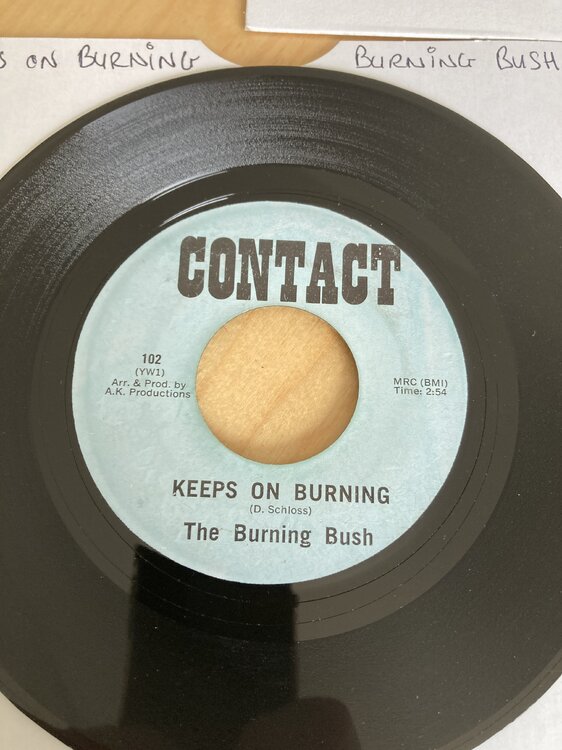 S ON BURNING
BURNING BUSH
CONTACT
102
(YW1)
Arr. & Prod. by
A.K. Productions
MRC (BMI)
Time: 2:54
KEEPS ON BURNING
(D. Schloss)
The Burning Bush